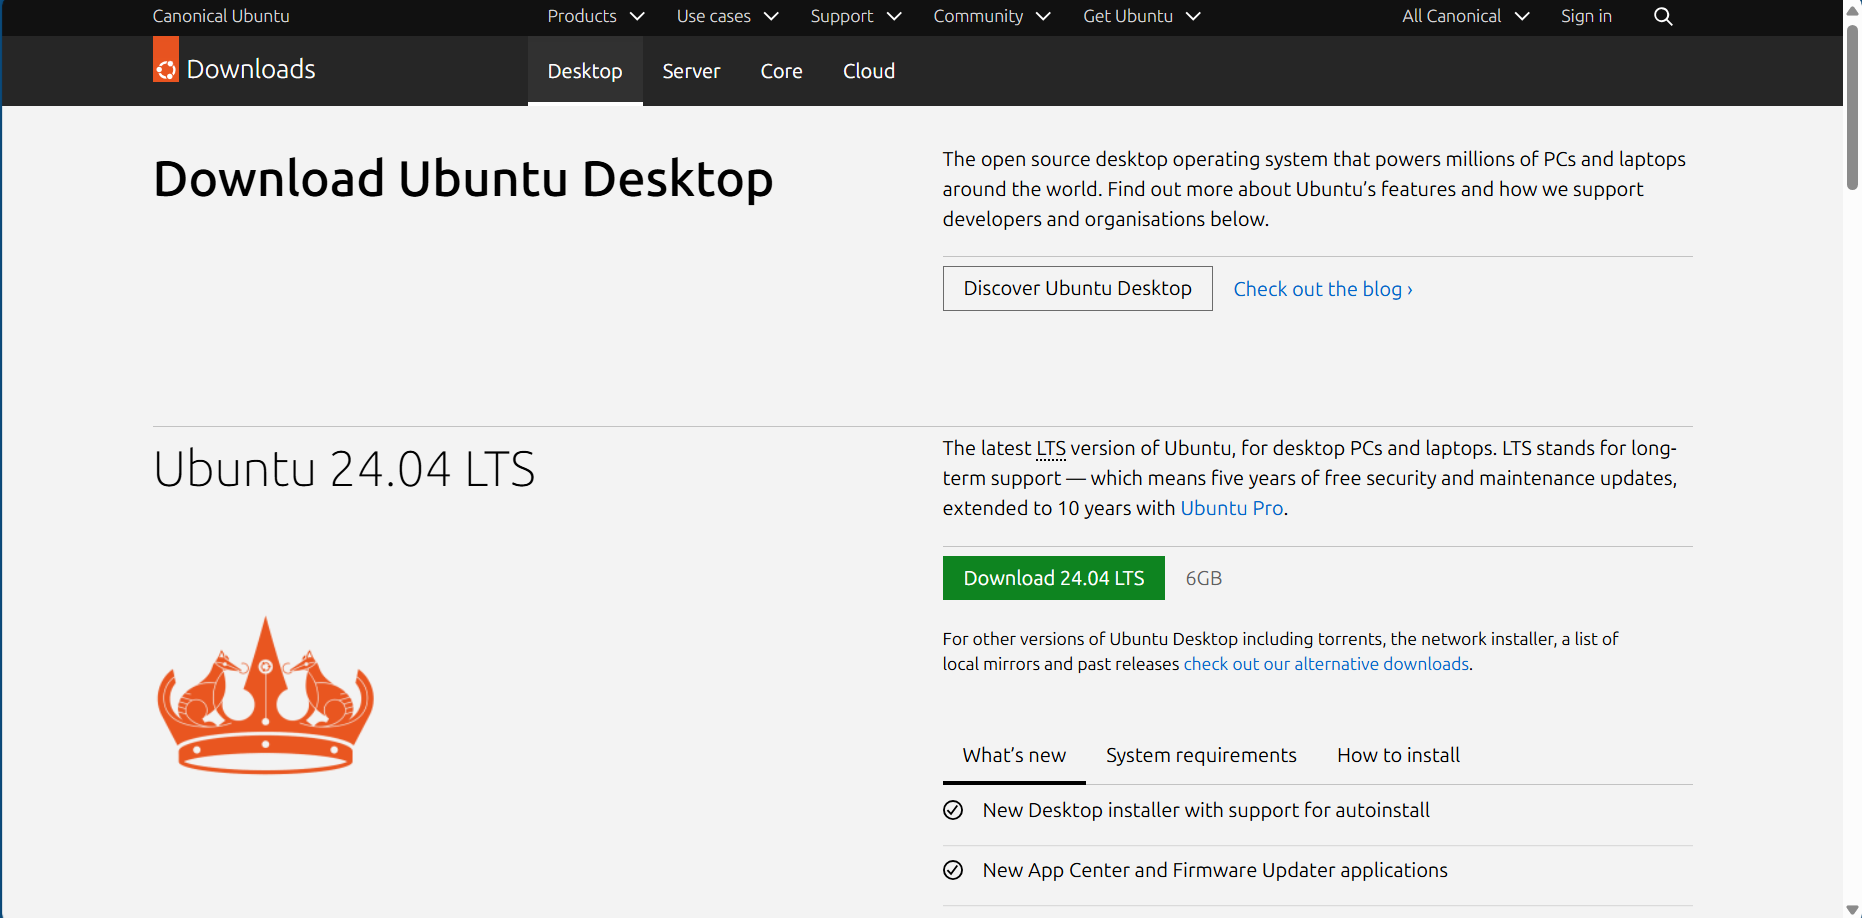 Canonical Ubuntu
Products
Use cases
Support
Community
Get Ubuntu
All Canonical
Sign in
Downloads
Desktop
Server
Core
Cloud
Download Ubuntu Desktop
The open source desktop operating system that powers millions of PCs and laptops
around the world. Find out more about Ubuntu’s features and how we support
developers and organisations below.
Discover Ubuntu Desktop
Check out the blog ›
Ubuntu 24.04 LTS
The latest LTS version of Ubuntu, for desktop PCs and laptops. LTS stands for long-
term support — which means five years of free security and maintenance updates,
extended to 10 years with Ubuntu Pro.
Download 24.04 LTS
6GB
For other versions of Ubuntu Desktop including torrents, the network installer, a list of
local mirrors and past releases check out our alternative downloads.
What’s new
System requirements
How to install
New Desktop installer with support for autoinstall
New App Center and Firmware Updater applications